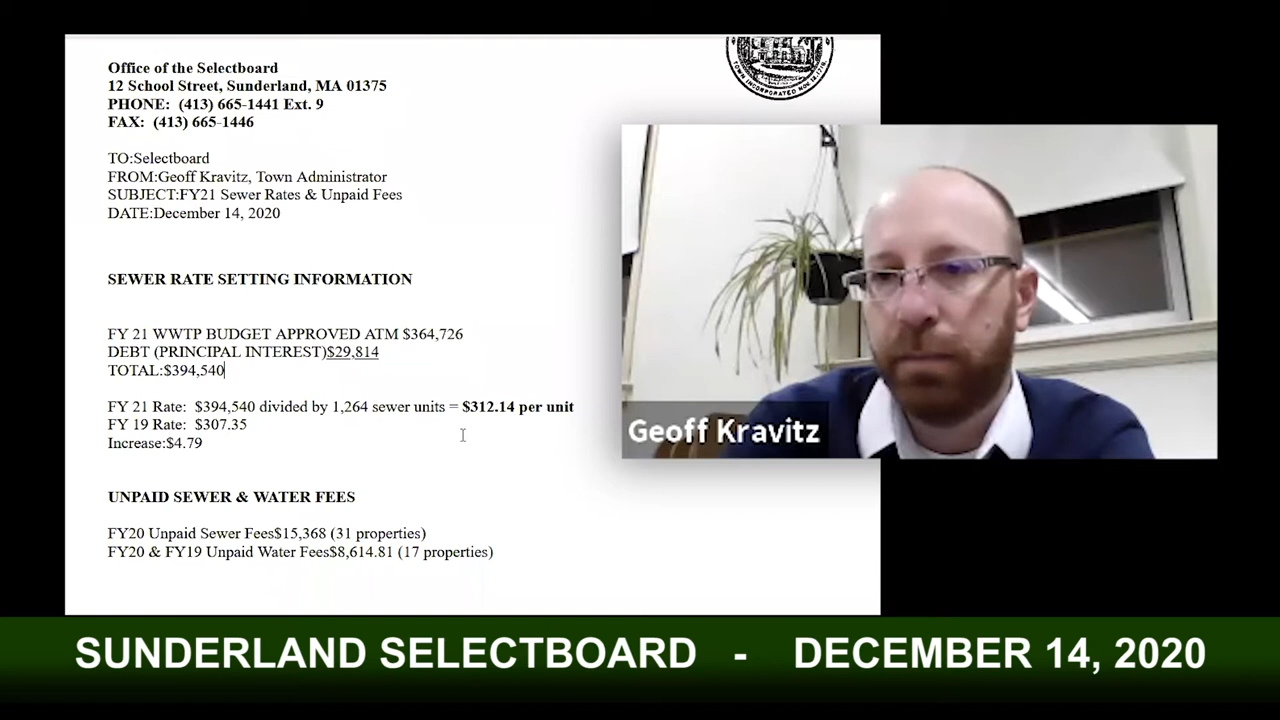 Office of the Selectboard
12 School Street, Sunderland, MA 01375
PHONE: (413) 665-1441 Ext. 9
FAX: (413) 665-1446
TO:Selectboard
FROM:Geoff Kravitz, Town Administrator
SUBJECT:FY21 Sewer Rates & Unpaid Fees
DATE:December 14, 2020
SEWER RATE SETTING INFORMATION
FY 21 WWTP BUDGET APPROVED ATM $364,726
DEBT (PRINCIPAL INTEREST)$29,814
TOTAL:$394,540
FY 21 Rate: $394,540 divided by 1,264 sewer units = $312.14 per unit
FY 19 Rate: $307.35
Increase:$4.79
UNPAID SEWER & WATER FEES
FY20 Unpaid Sewer Fees$15,368 (31 properties)
FY20 & FY19 Unpaid Water Fees$8,614.81 (17 properties)
TOWN INCORPORATED NOV.
Geoff Kravitz
SUNDERLAND SELECTBOARD - DECEMBER 14, 2020